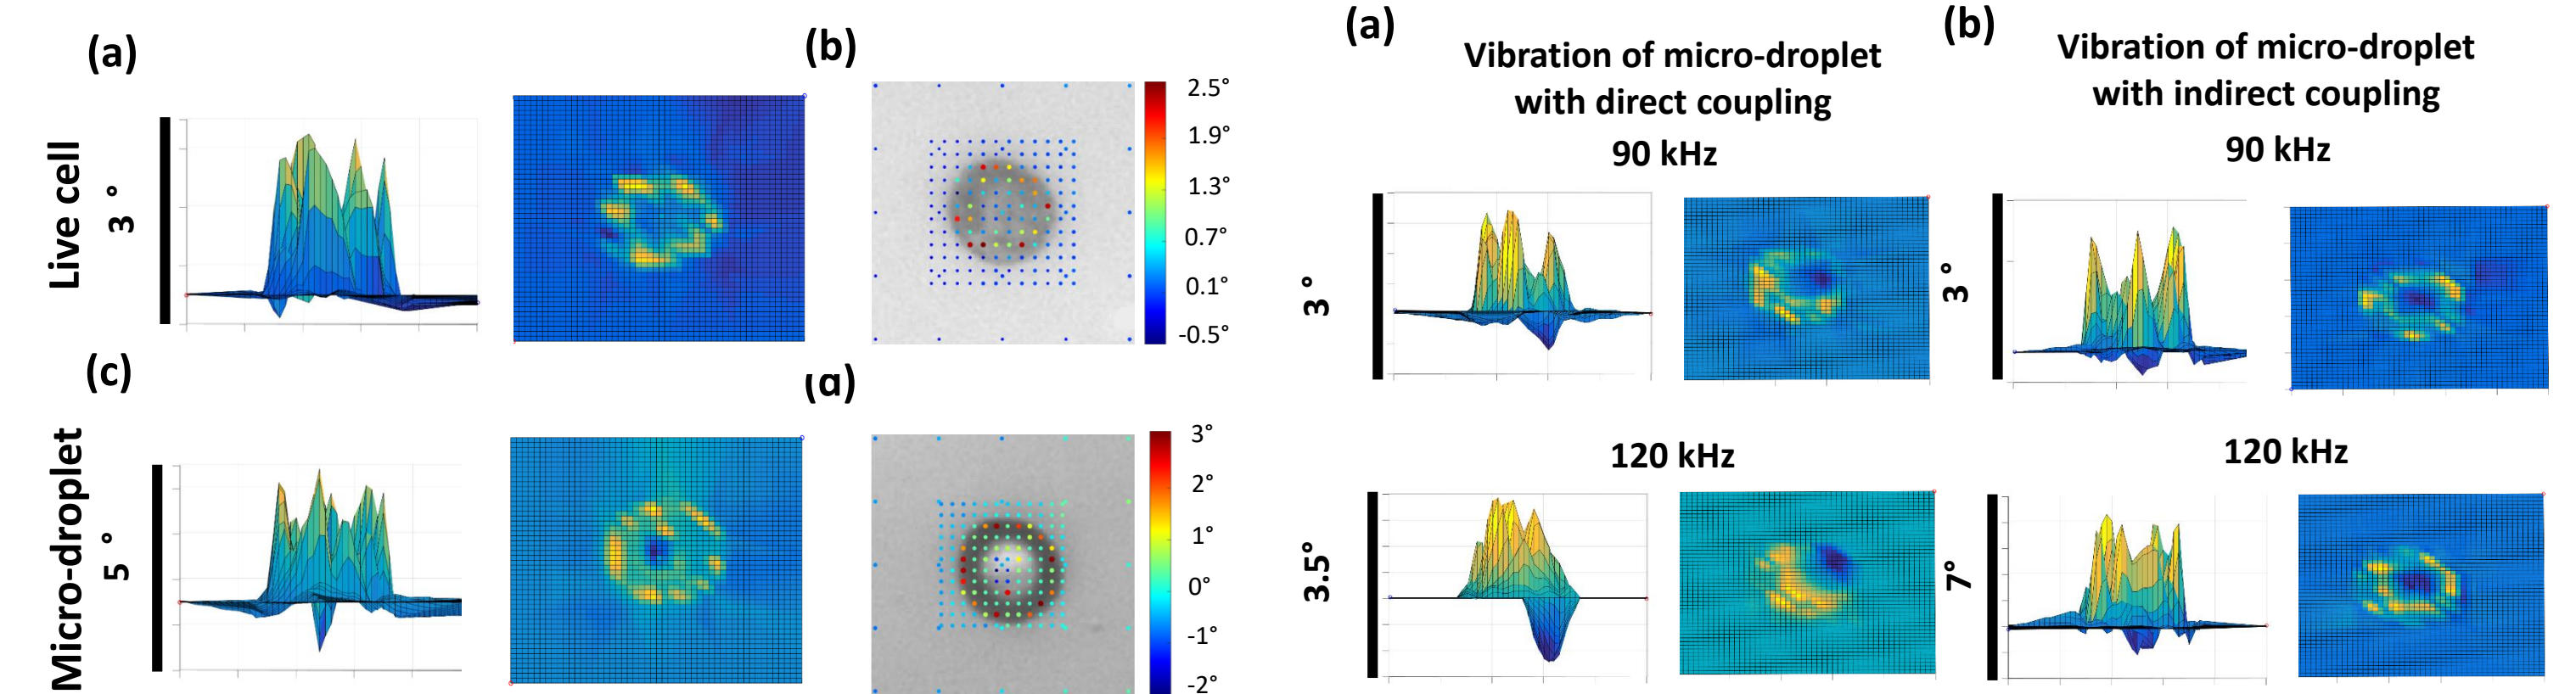 (a)
Live cell
3 °
(b)
2.5°
1.9°
1.3°
0.7°
0.1°
-0.5°
(c)
Micro-droplet
5 °
(d)
3°
2°
1°
0°
-1°
-2°
(a)
Vibration of micro-droplet
with direct coupling
90 kHz
3 °
120 kHz
3.5°
(b)
Vibration of micro-droplet
with indirect coupling
90 kHz
3 °
120 kHz
7°